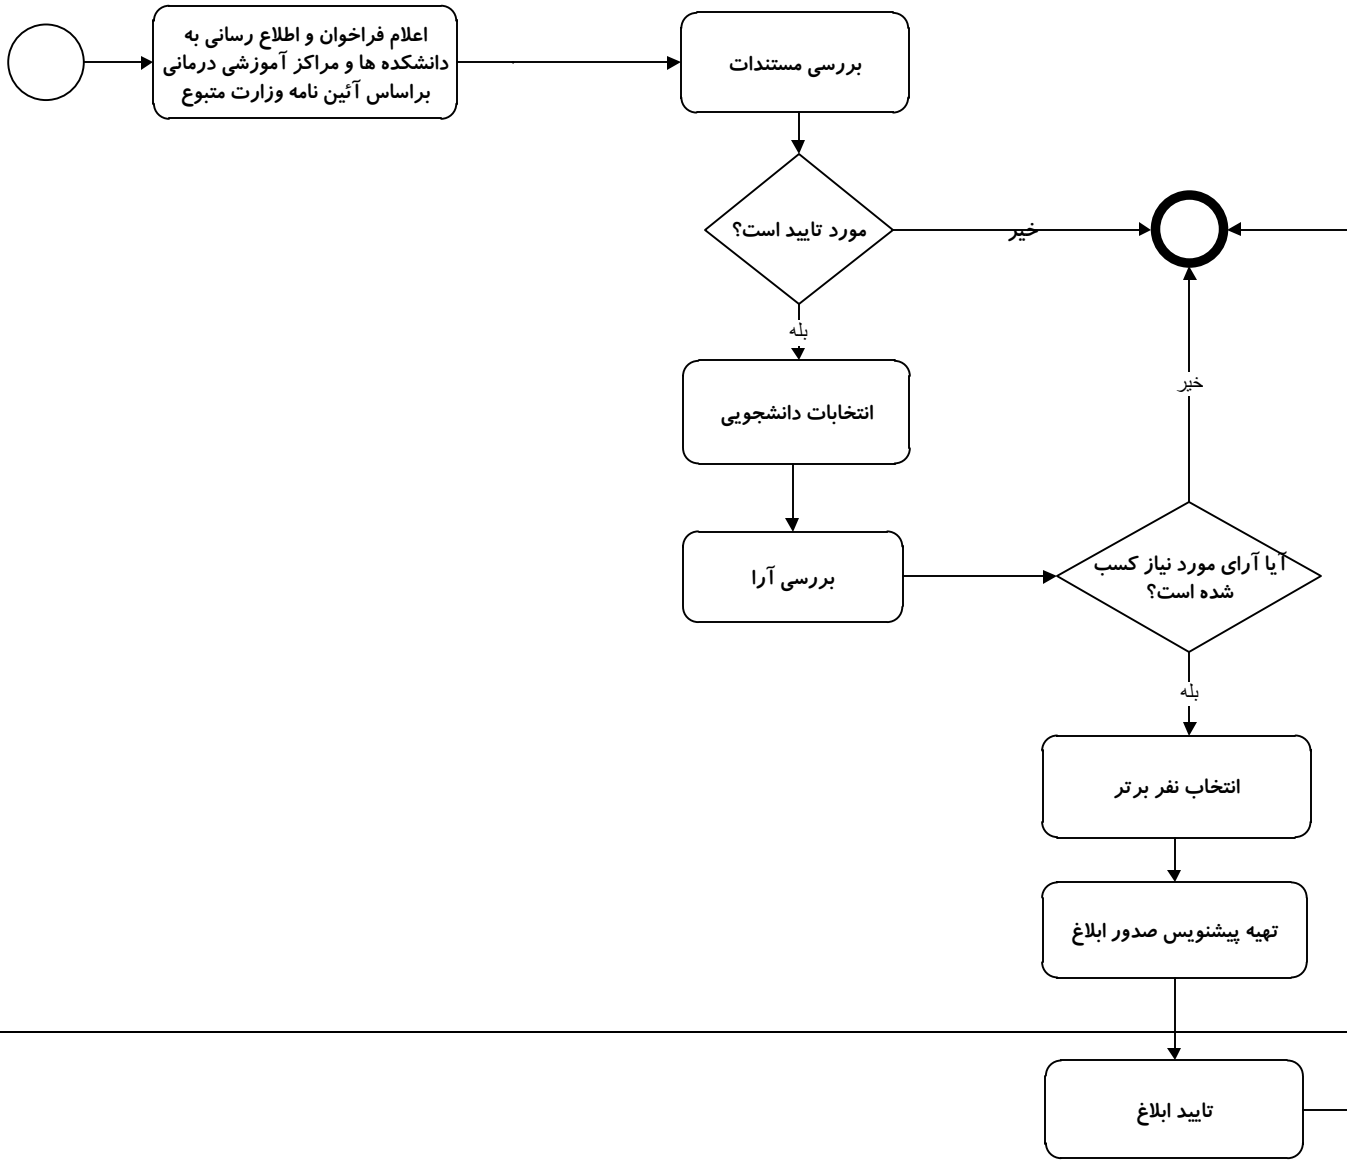 اعلام فراخوان و اطلاع رسانی به
دانشکده ها و مراکز آموزشی درمانی
براساس آئین نامه وزارت متبوع
بررسی مستندات
مورد تایید است؟
خیر
بله
انتخابات دانشجویی
خیر
بررسی آرا
آیا آرای مورد نیاز کسب
شده است؟
بله
انتخاب نفر برتر
تهیه پیشنویس صدور ابلاغ
تایید ابلاغ